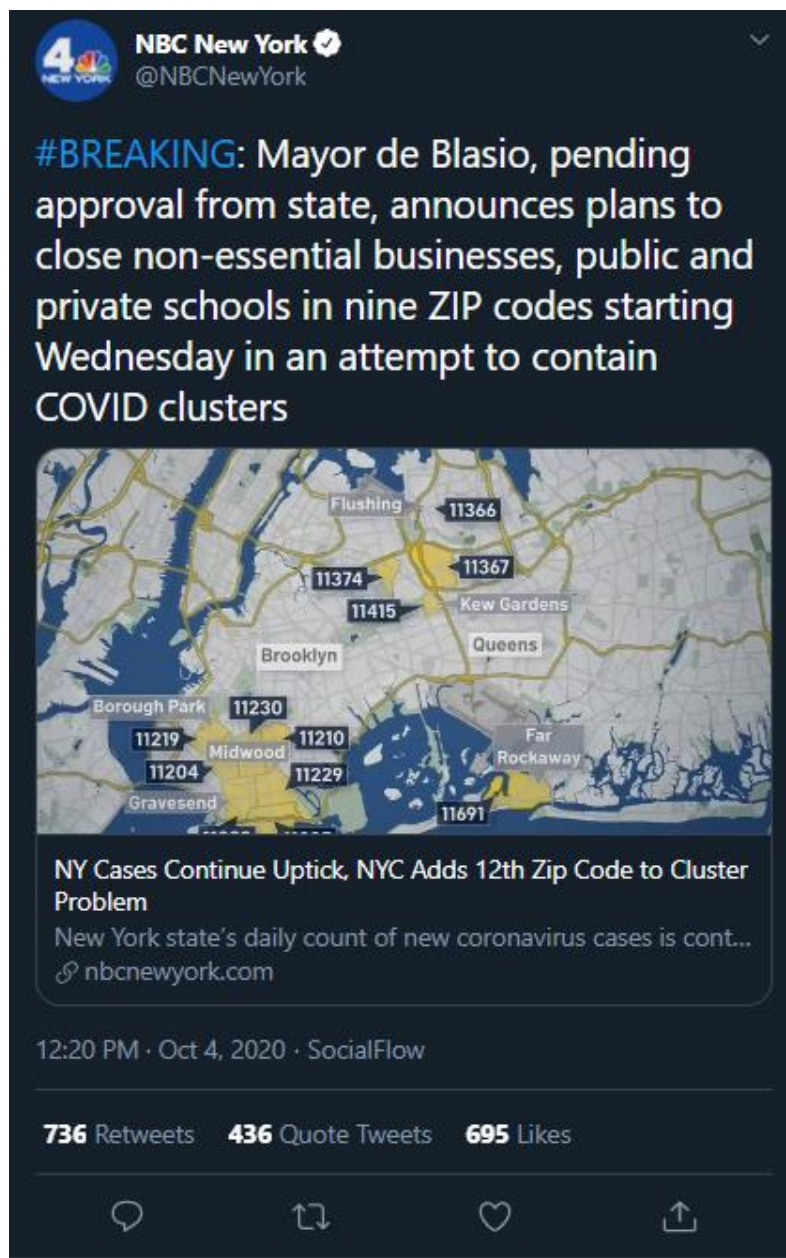 4
NEW YORK
NBC New York
@NBCNewYork
#BREAKING: Mayor de Blasio, pending
approval from state, announces plans to
close non-essential businesses, public and
private schools in nine ZIP codes starting
Wednesday in an attempt to contain
COVID clusters
Flushing
11366
11374
11367
11415
Kew Gardens
Brooklyn
Queens
Borough Park
11230
11219
11210
Midwood
Far
Rockaway
11204
11229
Gravesend
11691
NY Cases Continue Uptick, NYC Adds 12th Zip Code to Cluster
Problem
New York state's daily count of new coronavirus cases is cont...
nbcnewyork.com
12:20 PM · Oct 4, 2020 · SocialFlow
736 Retweets 436 Quote Tweets 695 Likes